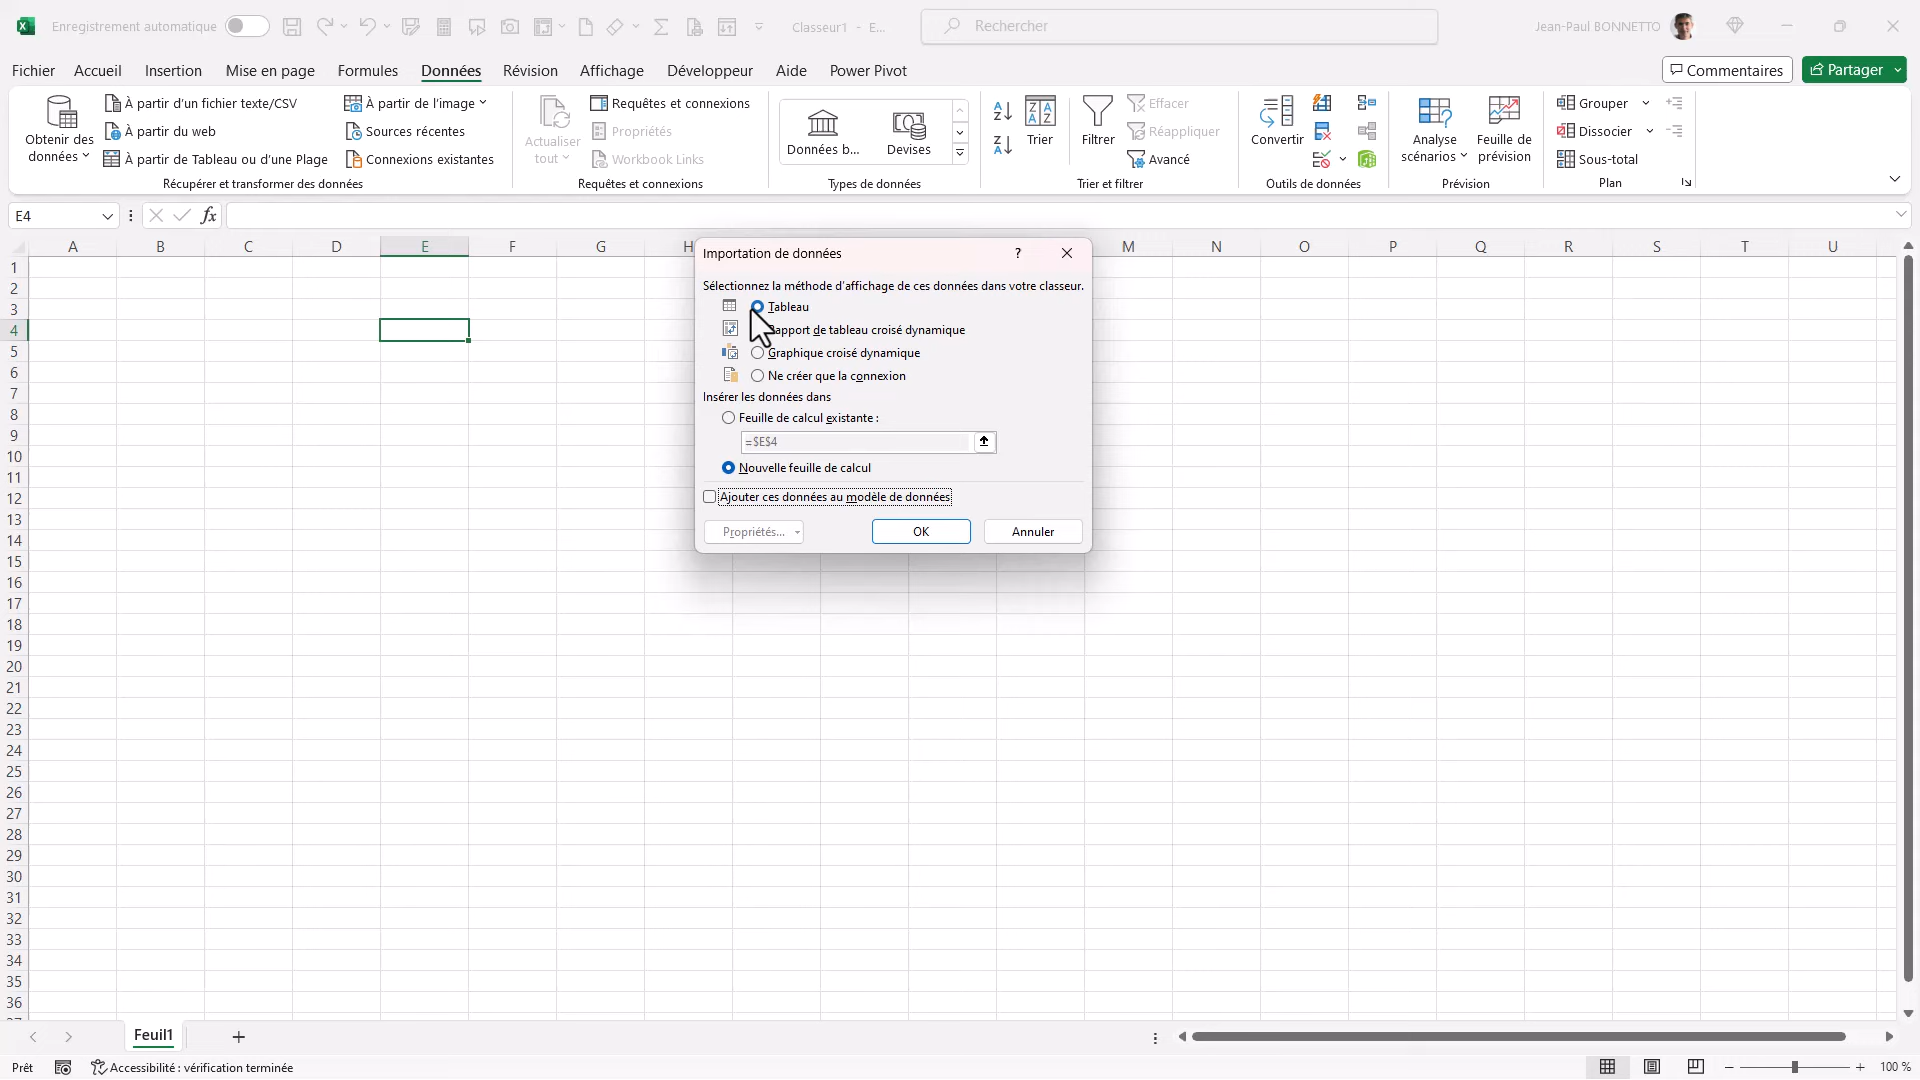 Enregistrement automatique
Classeur1 - E...
Rechercher
Jean-Paul BONNETTO
Fichier Accueil Insertion Mise en page Formules Données Révision Affichage Développeur Aide Power Pivot
Commentaires
Partager
Obtenir des données
À partir d'un fichier texte/CSV
À partir du web
À partir de Tableau ou d'une Plage
À partir de l'image
Sources récentes
Connexions existantes
Récupérer et transformer des données
Actualiser tout
Requêtes et connexions
Propriétés
Workbook Links
Requêtes et connexions
Données b...
Devises
Types de données
Trier
Filtrer
Effacer
Réappliquer
Avancé
Trier et filtrer
Convertir
Outils de données
Analyse scénarios
Feuille de prévision
Prévision
Grouper
Dissocier
Sous-total
Plan
E4
fx
A B C D E F G H M N O P Q R S T U
1
2
3
4
5
6
7
8
9
10
11
12
13
14
15
16
17
18
19
20
21
22
23
24
25
26
27
28
29
30
31
32
33
34
35
36
Importation de données
?
Sélectionnez la méthode d'affichage de ces données dans votre classeur.
Tableau
Rapport de tableau croisé dynamique
Graphique croisé dynamique
Ne créer que la connexion
Insérer les données dans
Feuille de calcul existante :
=$E$4
Nouvelle feuille de calcul
Ajouter ces données au modèle de données
Propriétés...
OK
Annuler
Feuil1
Prêt
Accessibilité : vérification terminée
100 %